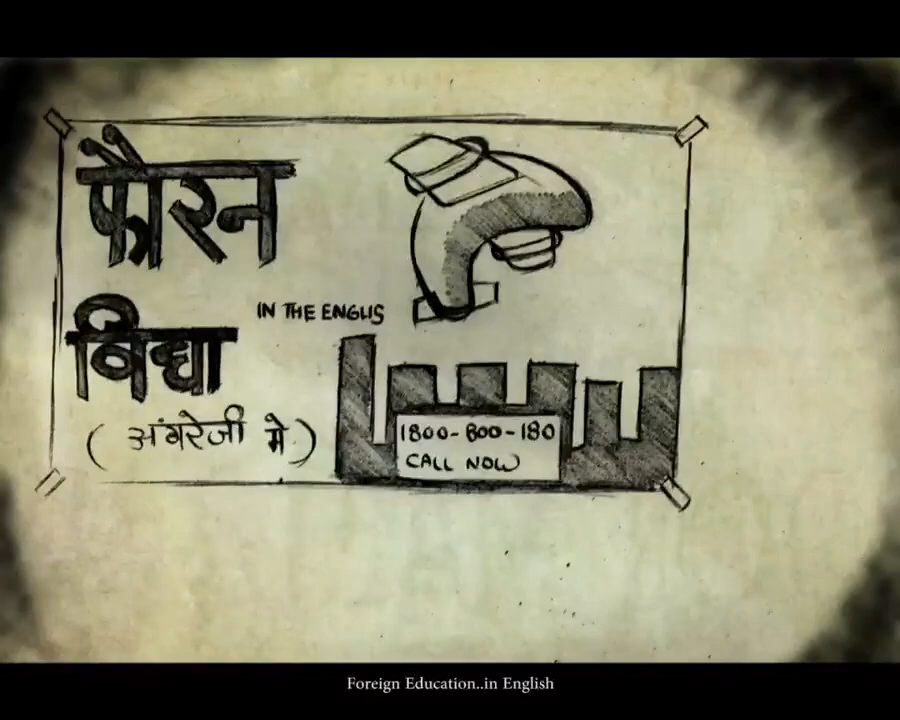 फौरन
IN THE ENGLIS
विद्या
(अंगरेजी मे)
1800-800-180
CALL NOW
Foreign Education..in English